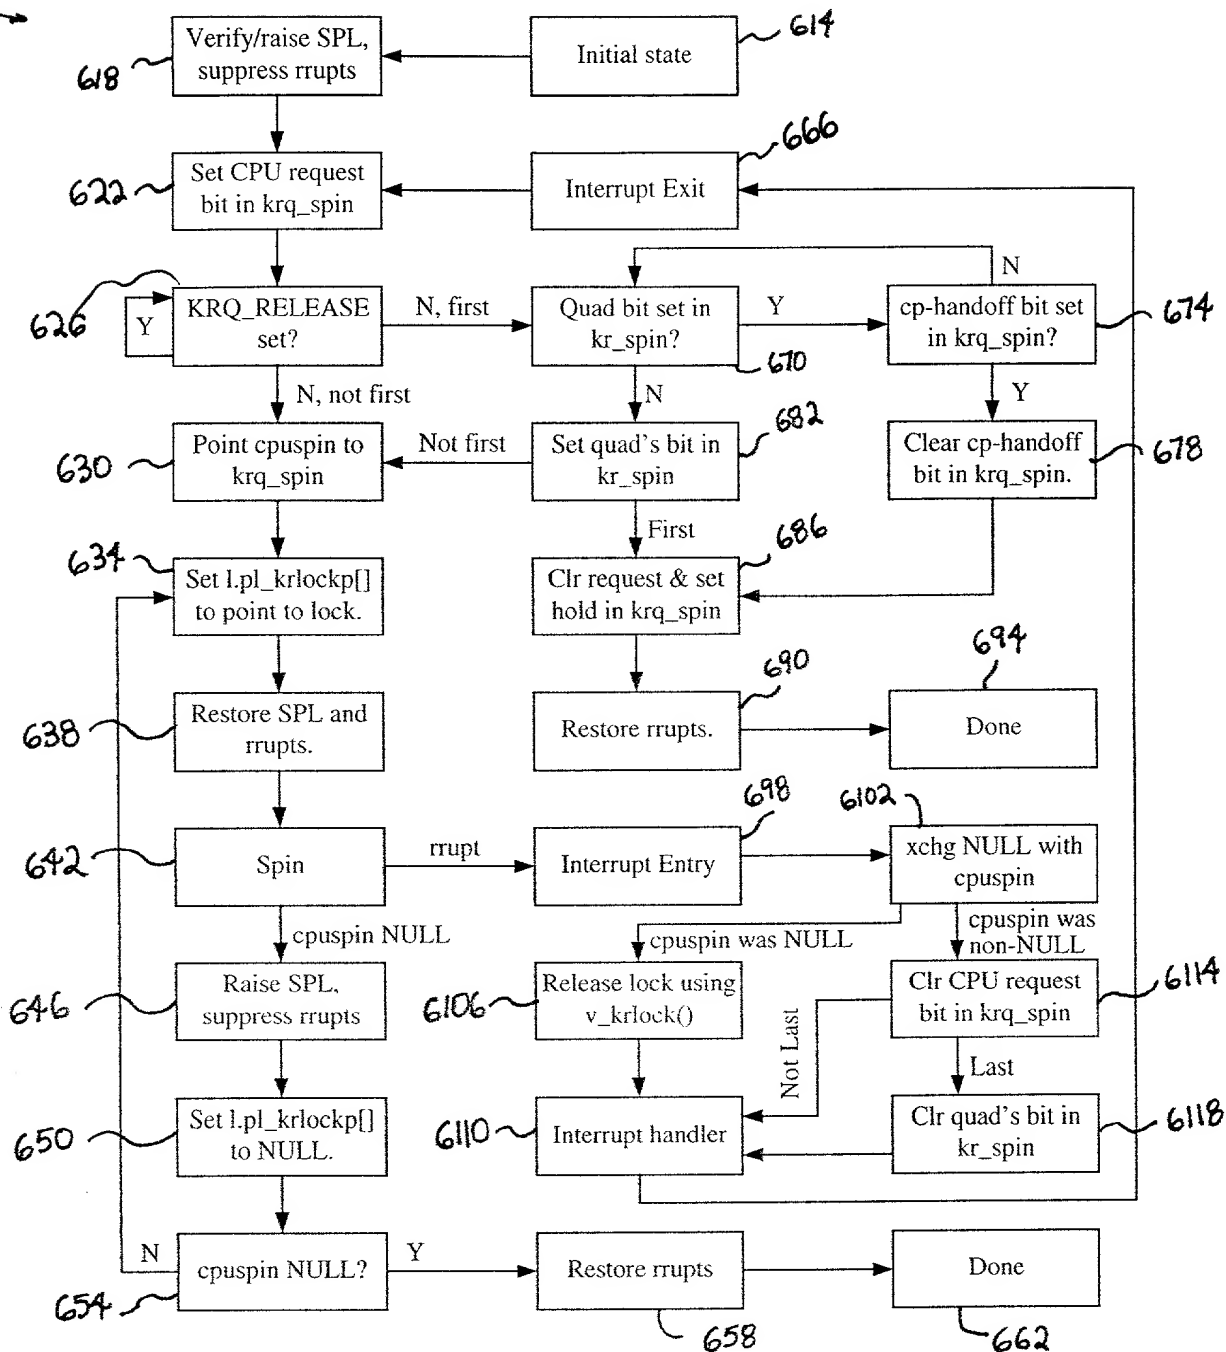 Verify/raise SPL,
suppress rrupts
618
Initial state
614
Set CPU request
bit in krq_spin
622
Interrupt Exit
666
KRQ_RELEASE
set?
626
Y
N, first
N, not first
Quad bit set in
kr_spin?
670
Y
N
N
cp-handoff bit set
in krq_spin?
674
Y
Point cpuspin to
krq_spin
630
Not first
Set quad's bit in
kr_spin
682
First
Clear cp-handoff
bit in krq_spin.
678
634
Set l.pl_krlockp[]
to point to lock.
Clr request & set
hold in krq_spin
686
Restore SPL and
rrupts.
638
Restore rrupts.
690
Done
694
Spin
642
rrupt
Interrupt Entry
698
xchg NULL with
cpuspin
6102
cpuspin NULL
cpuspin was NULL
cpuspin was
non-NULL
Raise SPL,
suppress rrupts
646
Release lock using
v_krlock()
6106
Not Last
Clr CPU request
bit in krq_spin
6114
Last
Set l.pl_krlockp[]
to NULL.
650
Interrupt handler
6110
Clr quad's bit in
kr_spin
6118
N
cpuspin NULL?
654
Y
Restore rrupts
658
Done
662